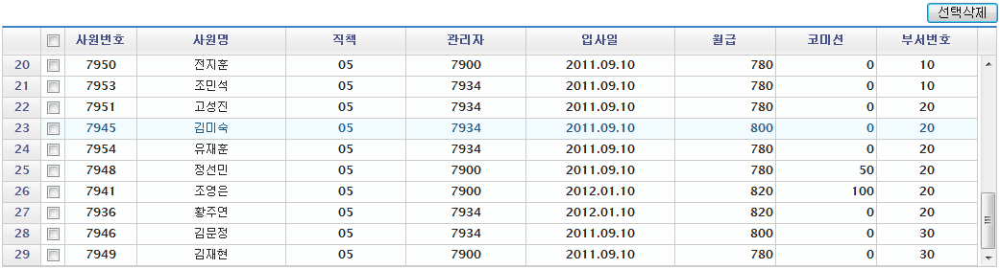 선택삭제
사원번호 사원명 직책 관리자 입사일 월급 코미션 부서번호
20 7950 전지훈 05 7900 2011.09.10 780 0 10
21 7953 조민석 05 7934 2011.09.10 780 0 10
22 7951 고성진 05 7934 2011.09.10 780 0 20
23 7945 김미숙 05 7934 2011.09.10 800 0 20
24 7954 유재훈 05 7934 2011.09.10 780 0 20
25 7948 정선민 05 7900 2011.09.10 780 50 20
26 7941 조영은 05 7900 2012.01.10 820 100 20
27 7936 황주연 05 7934 2012.01.10 820 0 20
28 7946 김문정 05 7934 2011.09.10 800 0 30
29 7949 김재현 05 7900 2011.09.10 780 0 30